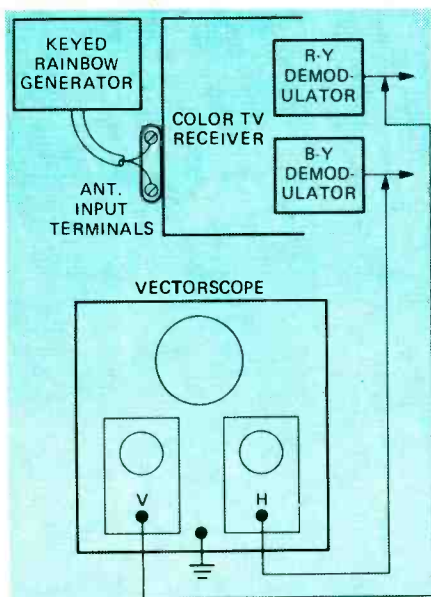 KEYED
RAINBOW
GENERATOR
COLOR TV
RECEIVER
ANT.
INPUT
TERMINALS
R-Y
DEMOD-
ULATOR
B-Y
DEMOD-
ULATOR
VECTORSCOPE
V
H